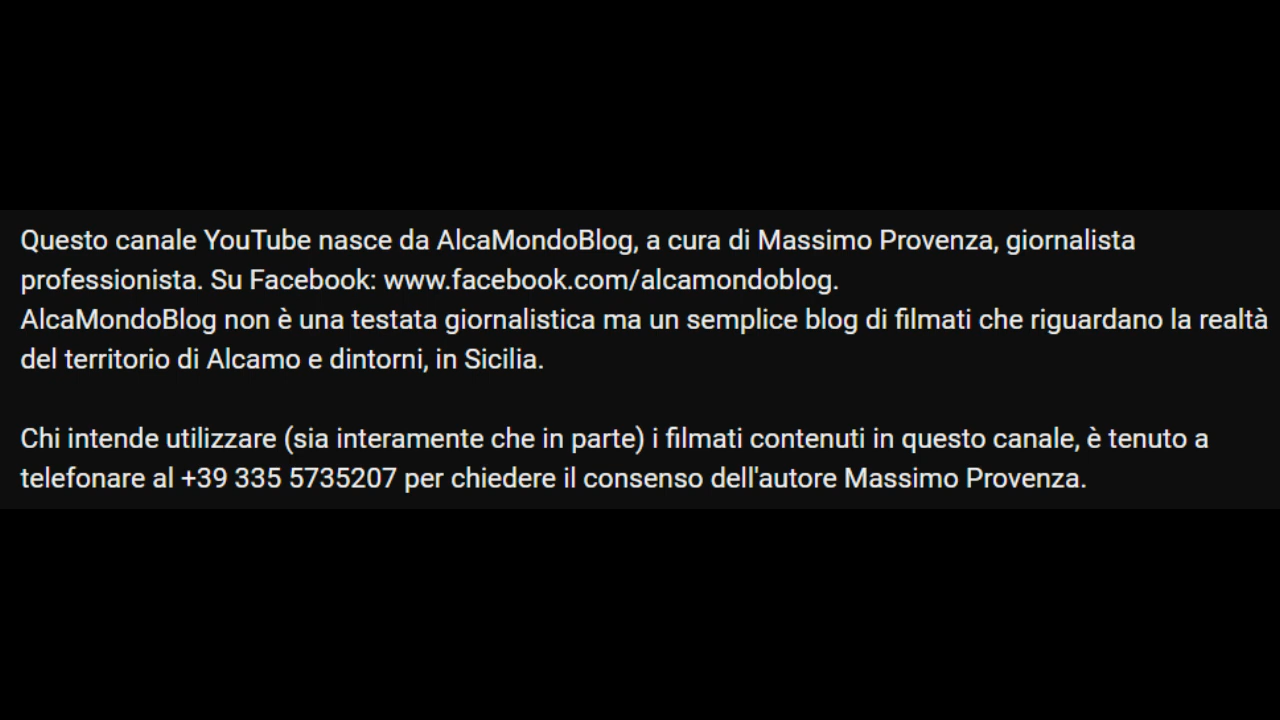 Questo canale YouTube nasce da AlcaMondoBlog, a cura di Massimo Provenza, giornalista
professionista. Su Facebook: www.facebook.com/alcamondoblog.
AlcaMondoBlog non è una testata giornalistica ma un semplice blog di filmati che riguardano la realtà
del territorio di Alcamo e dintorni, in Sicilia.
Chi intende utilizzare (sia interamente che in parte) i filmati contenuti in questo canale, è tenuto a
telefonare al +39 335 5735207 per chiedere il consenso dell'autore Massimo Provenza.